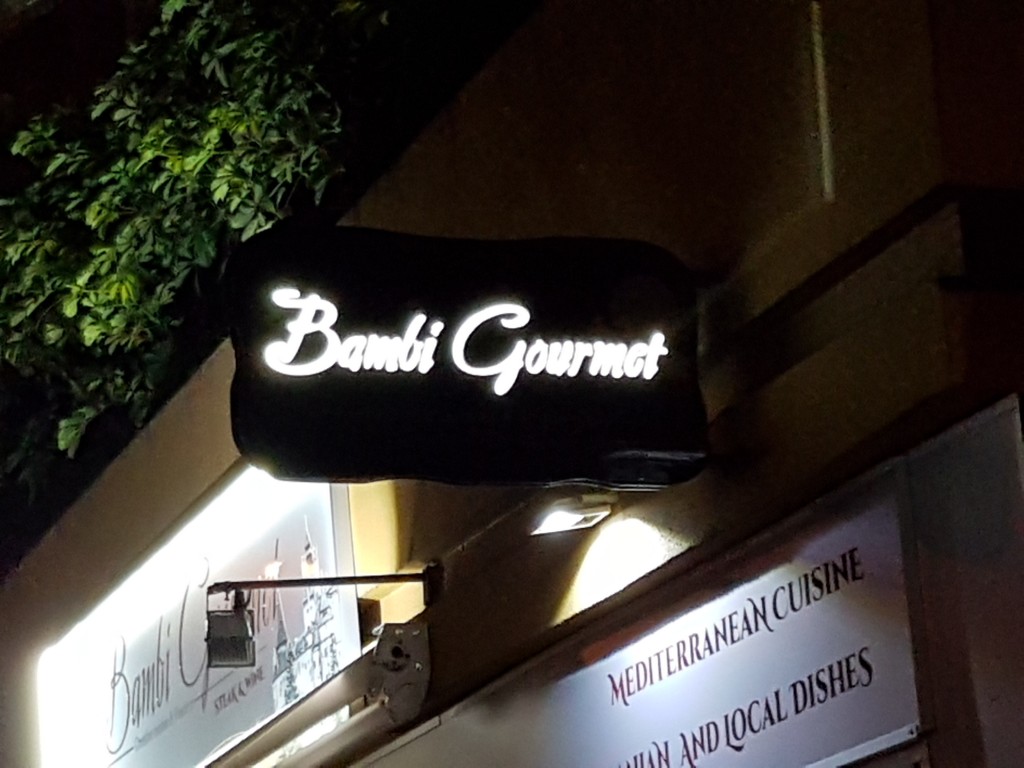 Bambi Gourmet
Bambi
STEAK & WINE
MEDITERRANEAN CUISINE
AND LOCAL DISHES